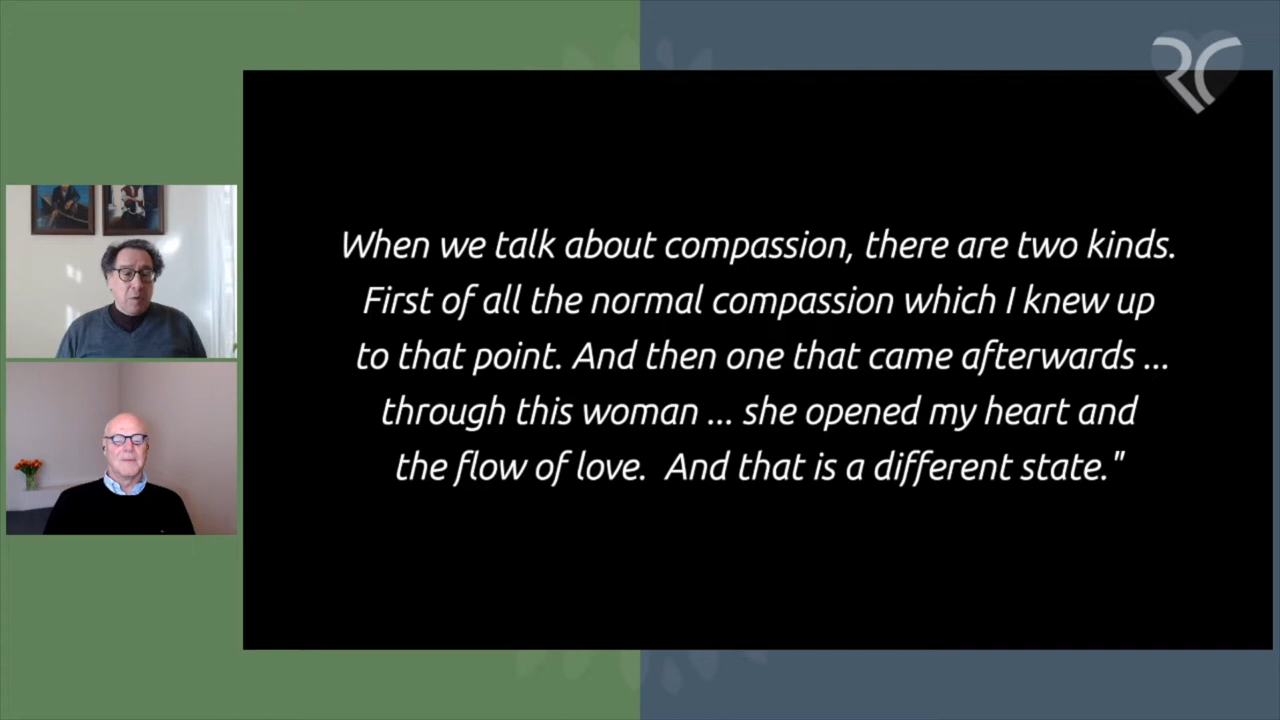 RC
When we talk about compassion, there are two kinds.
First of all the normal compassion which I knew up
to that point. And then one that came afterwards ...
through this woman ... she opened my heart and
the flow of love.  And that is a different state."